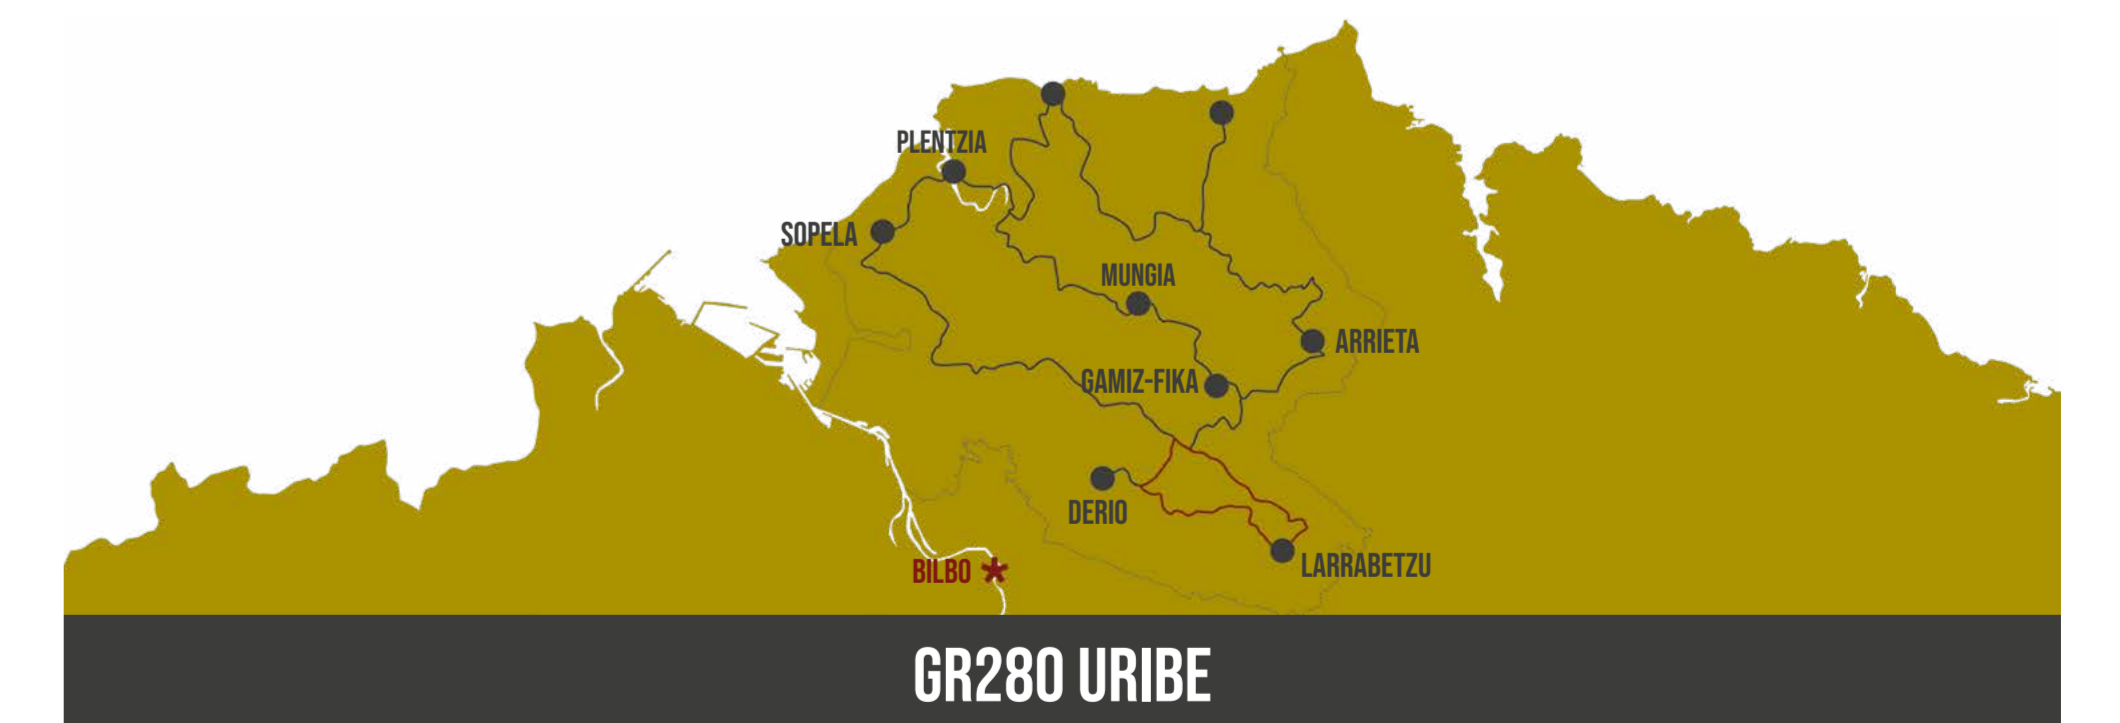 PLENTZIA
SOPELA
MUNGIA
ARRIETA
GAMIZ-FIKA
DERIO
LARRABETZU
BILBO
GR280 URIBE